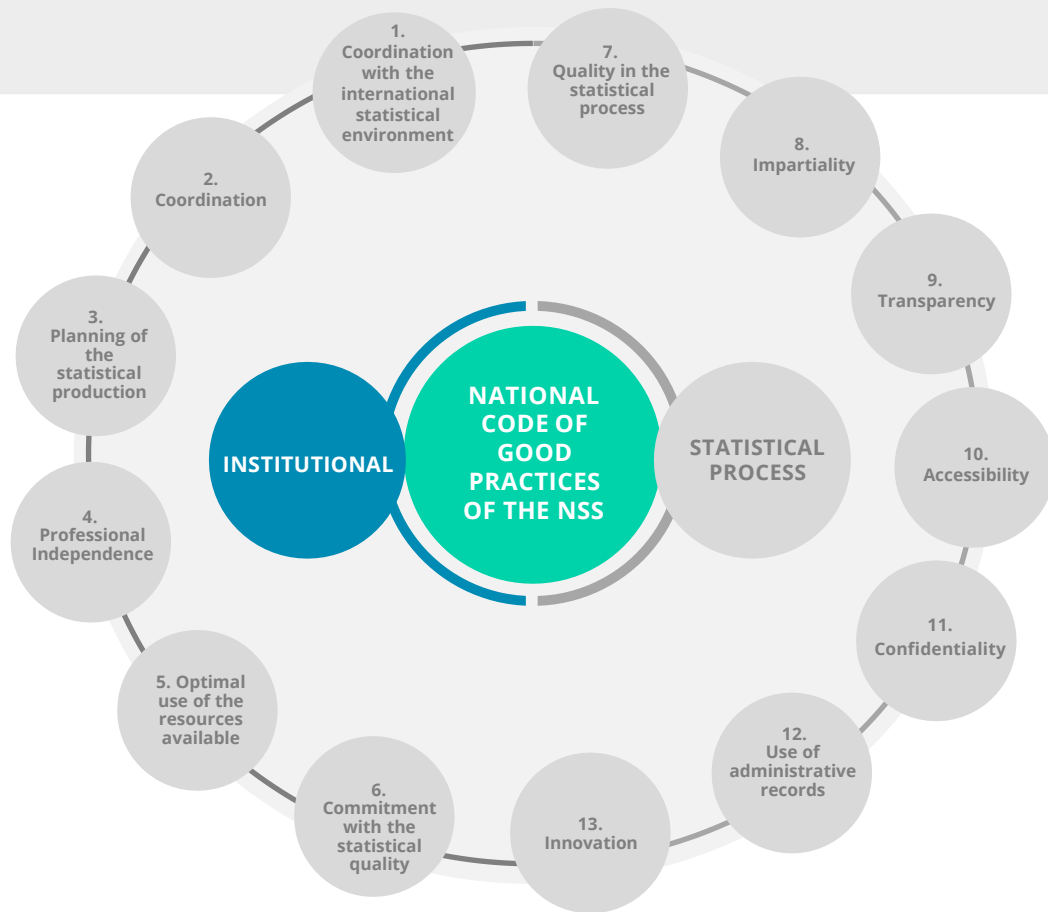 1.
Coordination
with the
international
statistical
environment
2.
Coordination
3.
Planning of
the
statistical
production
4.
Professional
Independence
5. Optimal
use of the
resources
available
6.
Commitment
with the
statistical
quality
7.
Quality in the
statistical
process
8.
Impartiality
9.
Transparency
10.
Accessibility
11.
Confidentiality
12.
Use of
administrative
records
13.
Innovation
INSTITUTIONAL
NATIONAL
CODE OF
GOOD
PRACTICES
OF THE NSS
STATISTICAL
PROCESS